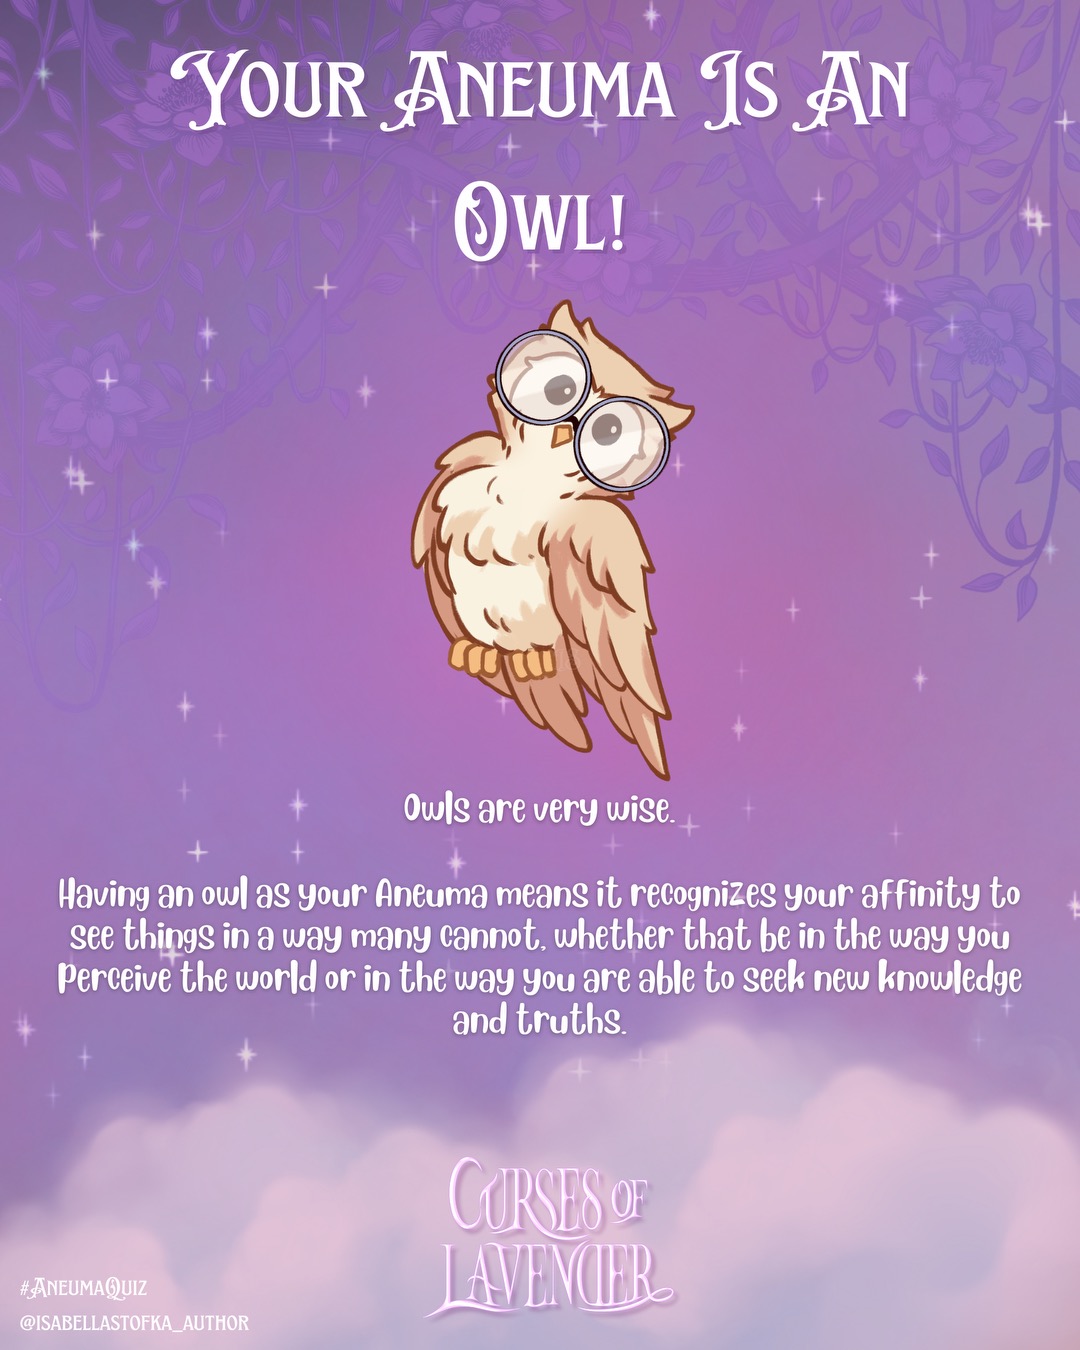 Your Aneuma Is An
Owl!
Owls are very wise.
Having an owl as your Aneuma means it recognizes your affinity to
see things in a way many cannot, whether that be in the way you
perceive the world or in the way you are able to seek new knowledge
and truths.
Curses of
Lavender
#AneumaQuiz
@isabellastofka_author